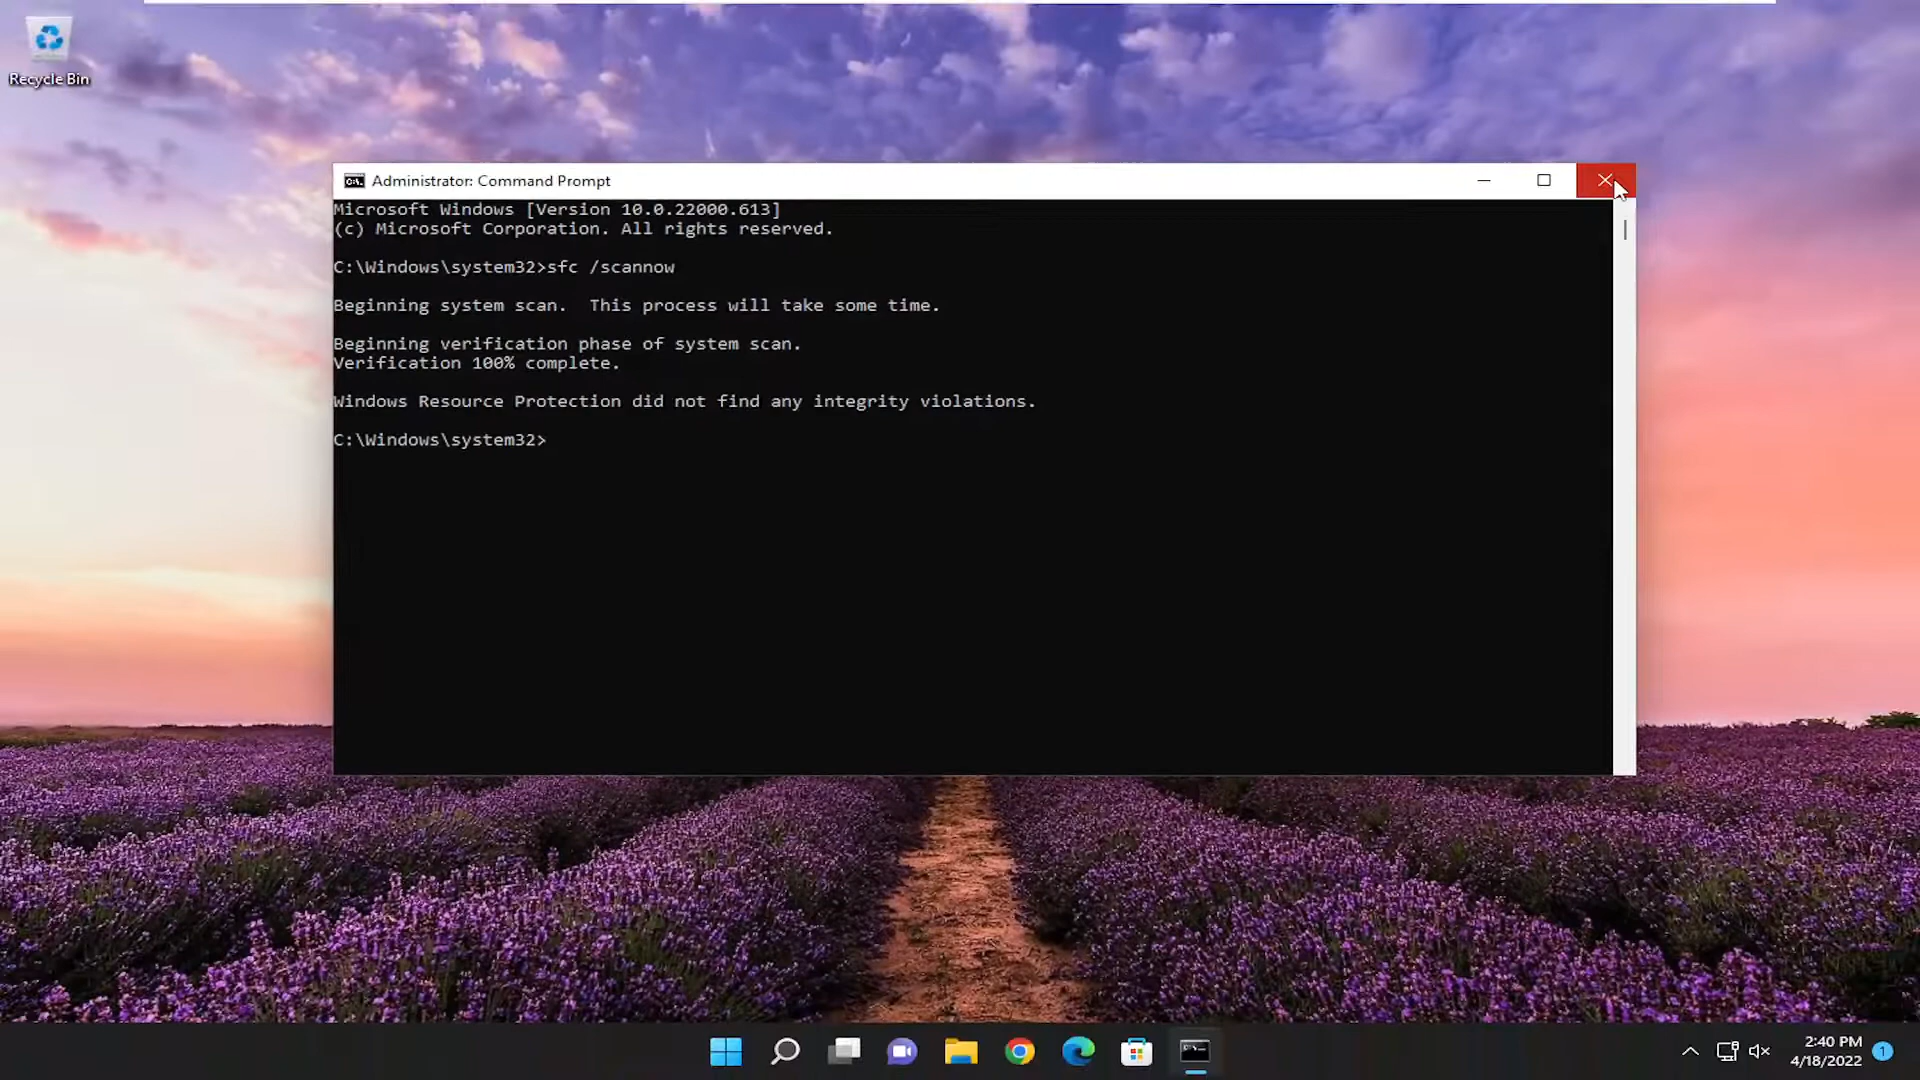 Recycle Bin
Administrator: Command Prompt
Microsoft Windows [Version 10.0.22000.613]
(c) Microsoft Corporation. All rights reserved.
C:\Windows\system32>sfc /scannow
Beginning system scan.  This process will take some time.
Beginning verification phase of system scan.
Verification 100% complete.
Windows Resource Protection did not find any integrity violations.
C:\Windows\system32>
2:40 PM
4/18/2022
1